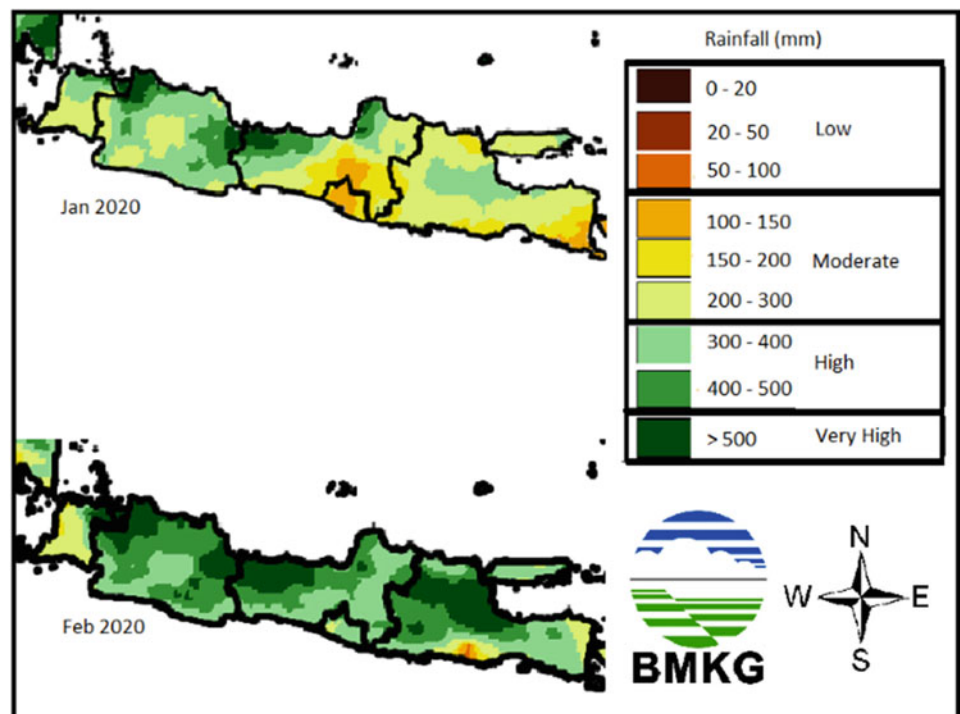 Rainfall (mm)
0 - 20
20 - 50
Low
50 - 100
100 - 150
150 - 200
Moderate
200 - 300
300 - 400
High
400 - 500
> 500
Very High
Jan 2020
Feb 2020
BMKG
N
W
E
S